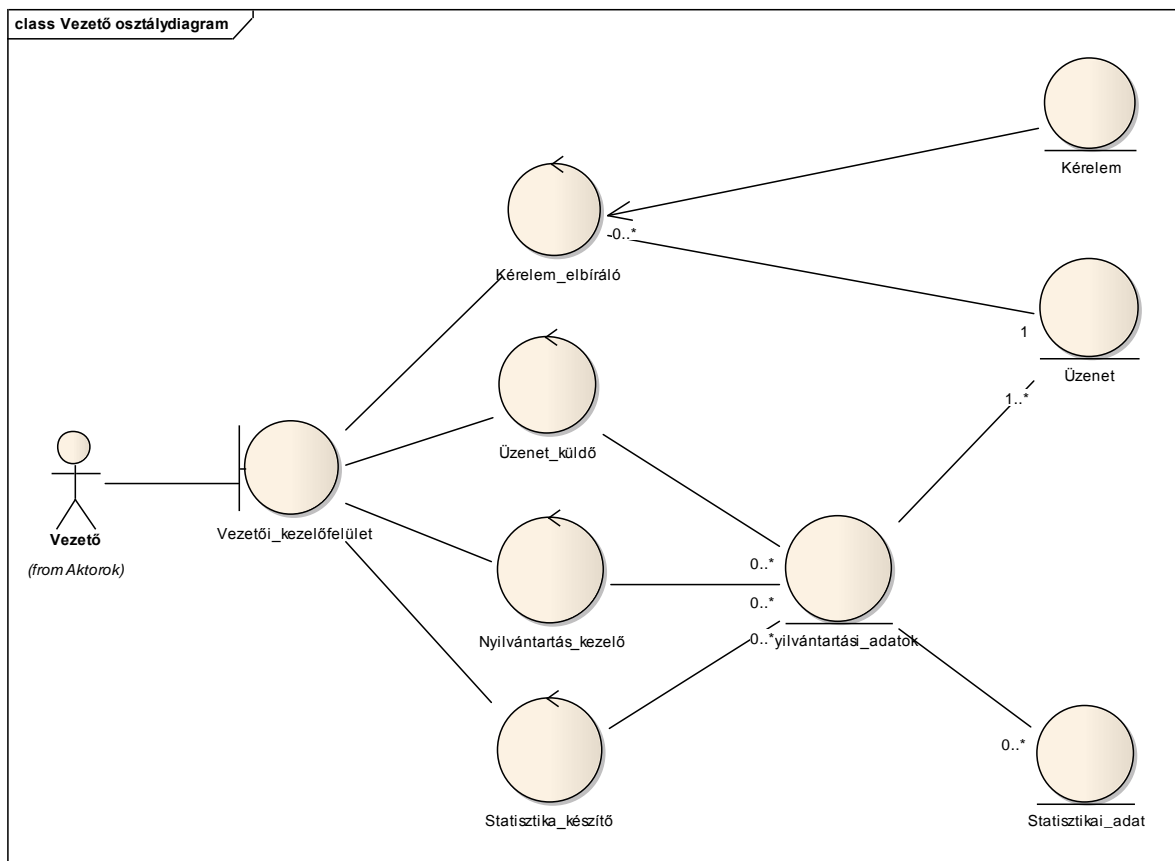 class Vezető osztálydiagram
Kérelem
-0..*
Kérelem_elbíráló
1
Üzenet
1..*
Üzenet_küldő
Vezetői_kezelőfelület
Vezető
(from Aktorok)
0..*
0..*
Nyilvántartás_kezelő
0..*
yilvántartási_adatok
0..*
Statisztika_készítő
Statisztikai_adat